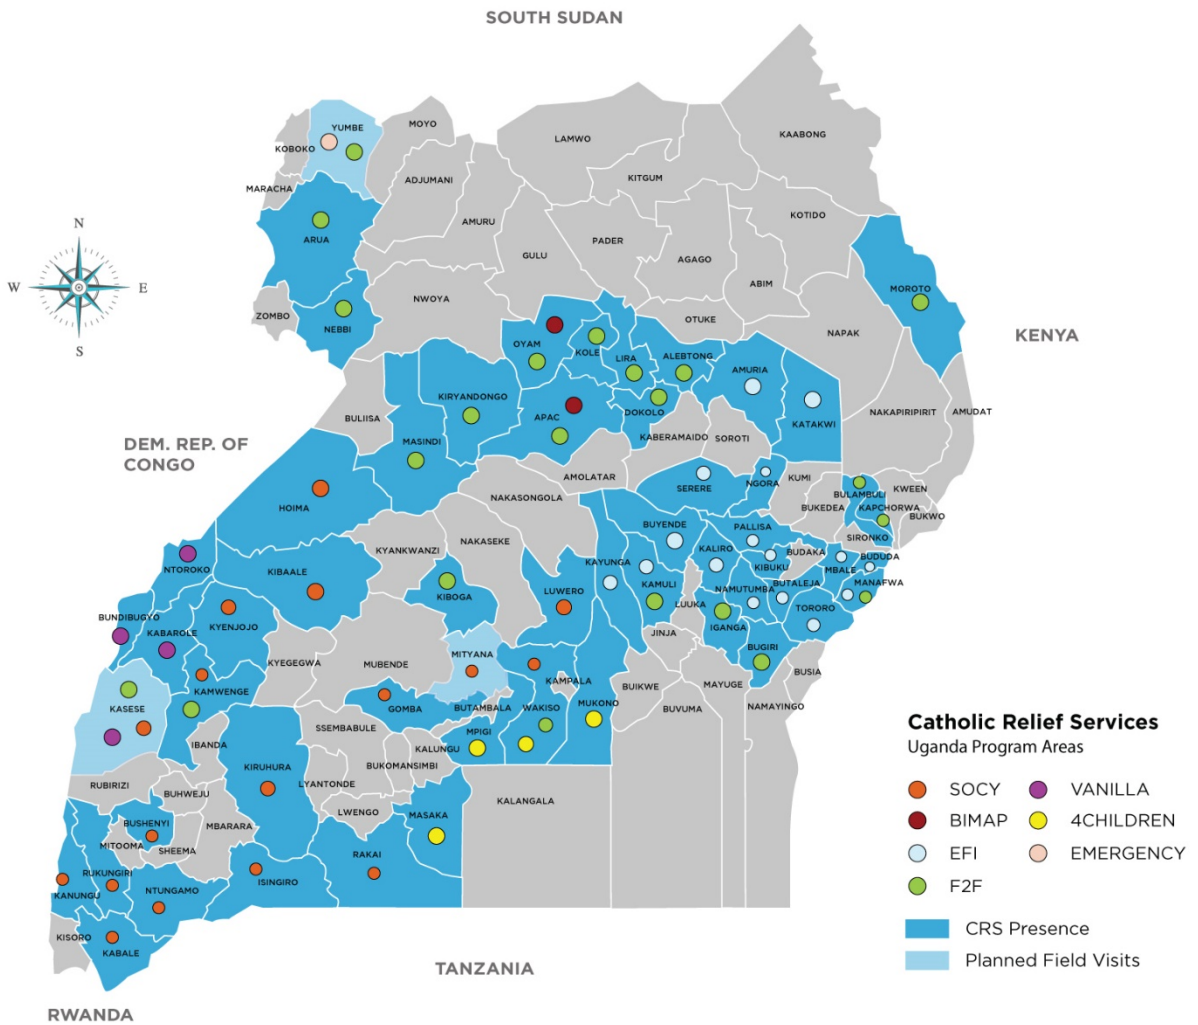 SOUTH SUDAN
YUMBE
MOYO
KOBOKO
LAMWO
KAABONG
MARACHA
ADJUMANI
KITGUM
KOTIDO
AMURU
N
ARUA
PADER
GULU
AGAGO
W
E
ABIM
MOROTO
NWOYA
ZOMBO
S
NEBBI
OTUKE
NAPAK
KENYA
OYAM
KOLE
LIRA
ALEBTONG
AMURIA
KIRYANDONGO
NAKAPIRIPIRIT
AMUDAT
BULIISA
APAC
DOKOLO
KATAKWI
DEM. REP. OF
CONGO
MASINDI
KABERAMAIDO
SOROTI
AMOLATAR
SERERE
NGORA
KUMI
BULAMBULI
KWEEN
NAKASONGOLA
HOIMA
BUKEDEA
KAPCHORWA
BUKWO
BUYENDE
PALLISA
SIRONKO
KYANKWANZI
NAKASEKE
KALIRO
BUDAKA
BUDUDA
NTOROKO
KIBAALE
KAYUNGA
KIBUKU
MBALE
KAMULI
BUTALEJA
MANAFWA
KIBOGA
LUWERO
NAMUTUMBA
LUUKA
TORORO
BUNDIBUGYO
KABAROLE
KYENJOJO
IGANGA
JINJA
BUGIRI
MITYANA
KYEGEGWA
MUBENDE
KAMPALA
BUSIA
KAMWENGE
BUIKWE
MAYUGE
KASESE
GOMBA
BUTAMBALA
WAKISO
MUKONO
BUVUMA
NAMAYINGO
SSEMBABULE
MPIGI
IBANDA
KALUNGU
KIRUHURA
BUKOMANSIMBI
RUBIRIZI
LYANTONDE
BUHWEJU
KALANGALA
LWENGO
MASAKA
BUSHENYI
MBARARA
MITOOMA
SHEEMA
RAKAI
RUKUNGIRI
ISINGIRO
KANUNGU
NTUNGAMO
KISORO
KABALE
TANZANIA
RWANDA
Catholic Relief Services
Uganda Program Areas
SOCY
VANILLA
BIMAP
4CHILDREN
EFI
EMERGENCY
F2F
CRS Presence
Planned Field Visits